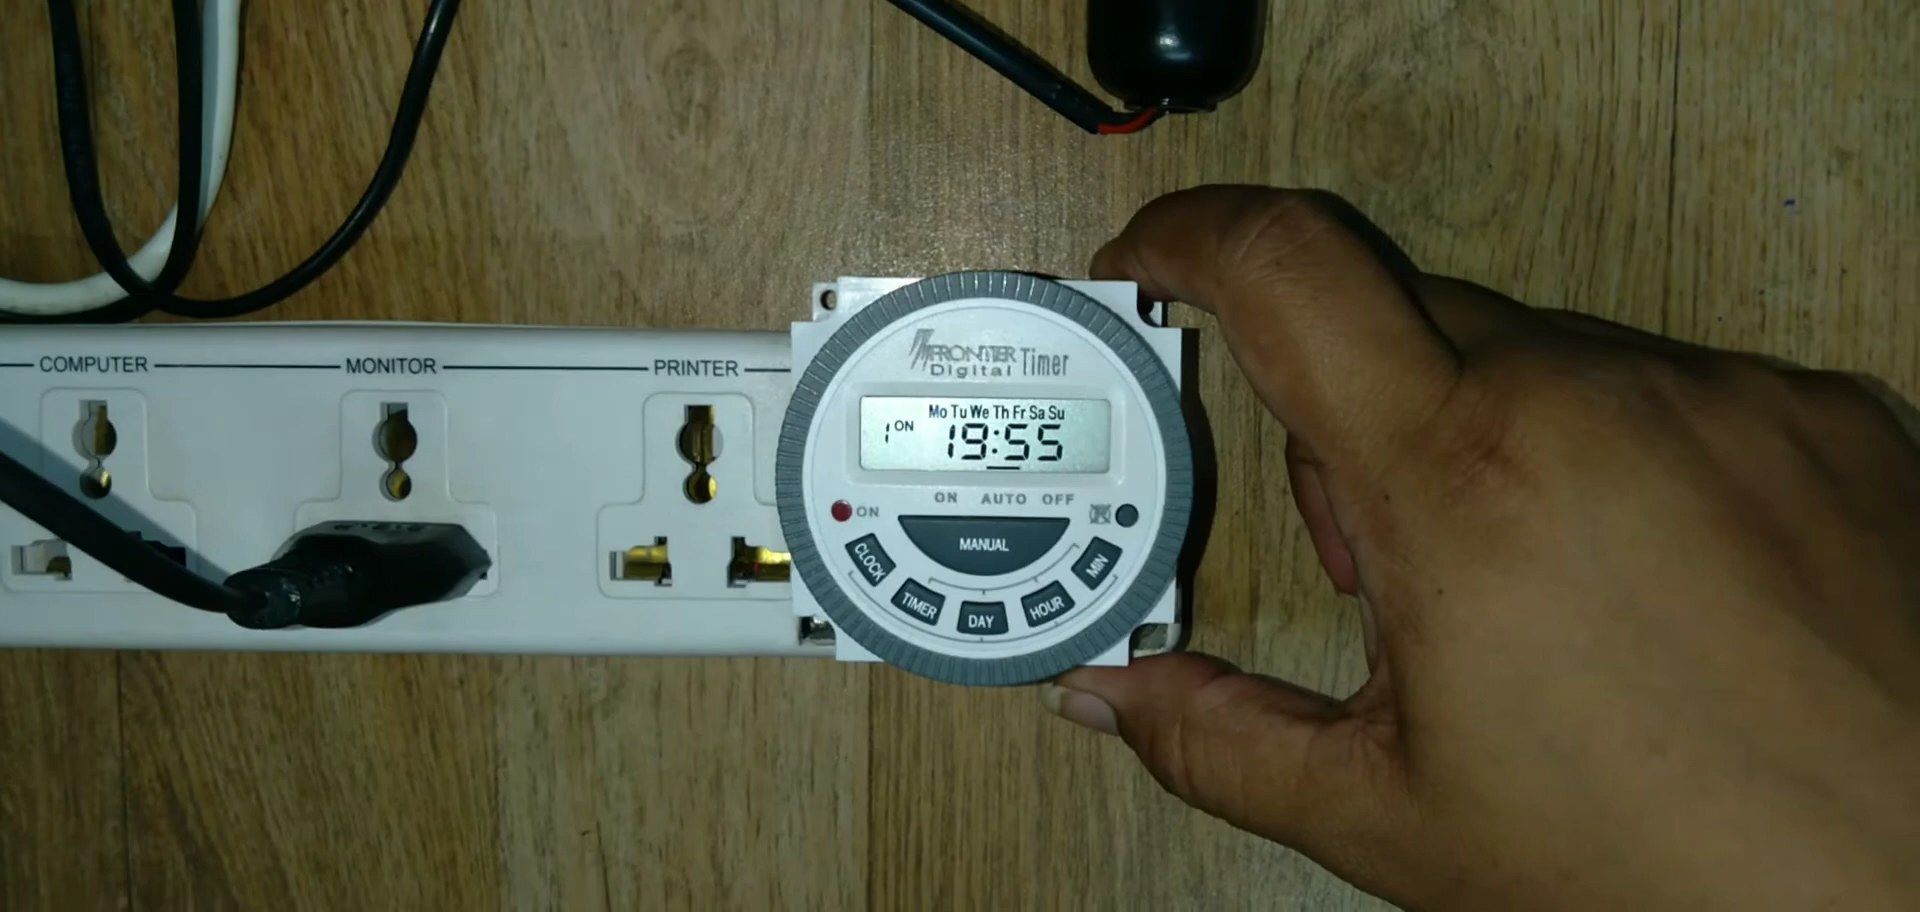 COMPUTER MONITOR PRINTER
FRONTIER Timer
Digital
Mo Tu We Th Fr Sa Su
1 ON 19:55
ON AUTO OFF
ON
MANUAL
CLOCK TIMER DAY HOUR MIN